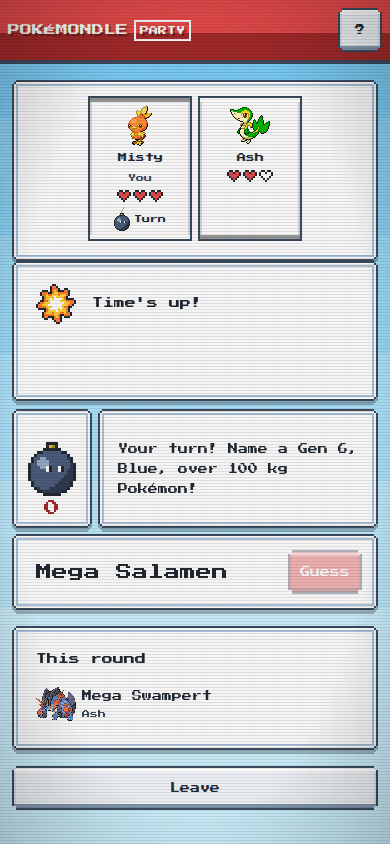 POKéMONDLE PARTY
?
Misty
You
Turn
Ash
Time's up!
0
Your turn! Name a Gen 6,
Blue, over 100 kg
Pokémon!
Mega Salamen
Guess
This round
Mega Swampert
Ash
Leave